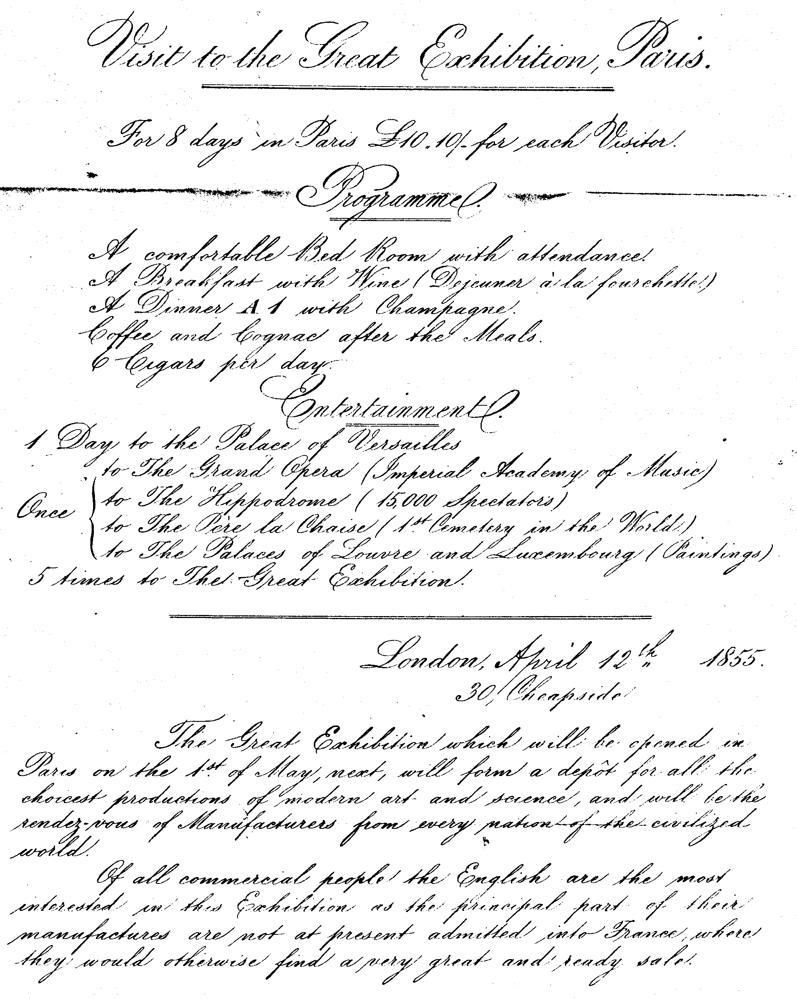 Visit to the Great Exhibition, Paris.
For 8 days in Paris £10.10/- for each Visitor.
Programme.
A comfortable Bed Room with attendance.
A Breakfast with Wine (Dejeuner à la fourchette)
A Dinner A 1 with Champagne.
Coffee and Cognac after the Meals.
6 Cigars per day.
Entertainment.
1 Day to the Palace of Versailles
to The Grand Opera (Imperial Academy of Music)
to The Hippodrome (15,000 Spectators)
Once
to The Père la Chaise (1st Cemetery in the World.)
to The Palaces of Louvre and Luxembourg (Paintings)
5 times to The Great Exhibition.
London, April 12th 1855.
30, Cheapside
The Great Exhibition which will be opened in
Paris on the 1st of May, next, will form a depôt for all the
choicest productions of modern art and science, and will be the
rendez-vous of Manufacturers from every nation of the civilized
world.
Of all commercial people the English are the most
interested in this Exhibition as the principal part of their
manufactures are not at present admitted into France, where
they would otherwise find a very great and ready sale.